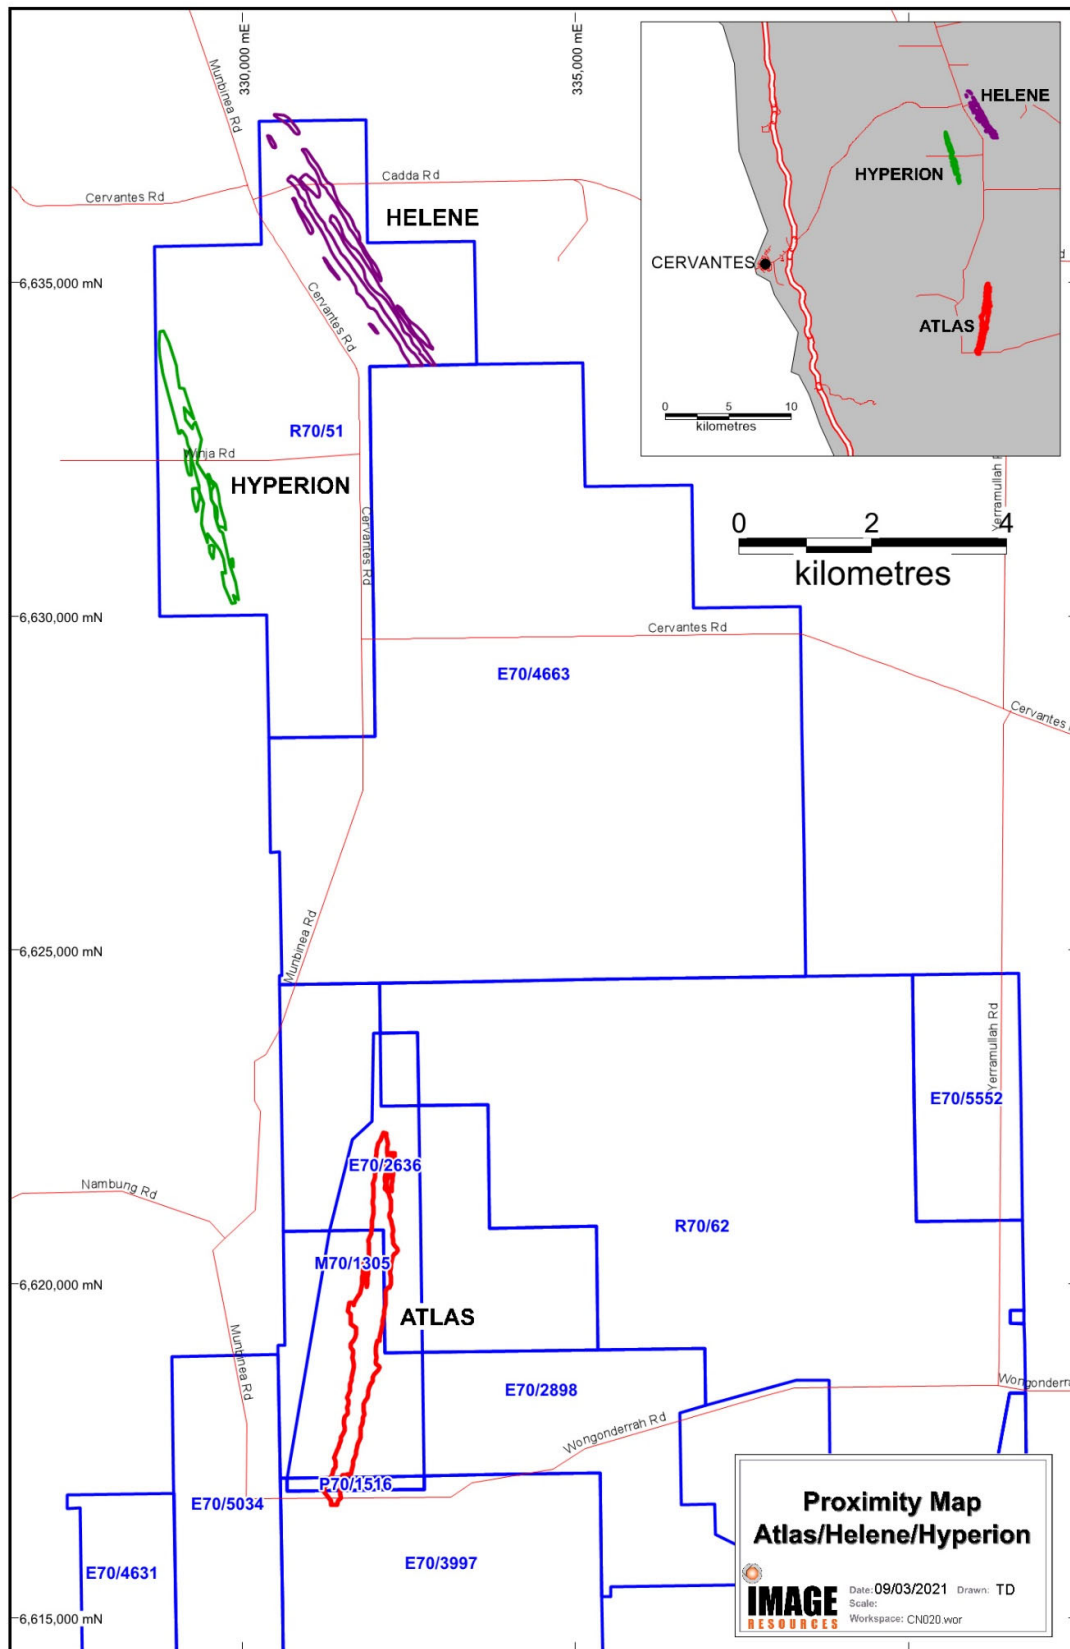 330,000 mE
335,000 mE
Munbinea Rd
HELENE
HYPERION
CERVANTES
ATLAS
0 5 10
kilometres
Cervantes Rd
Cadda Rd
HELENE
6,635,000 mN
Cervantes Rd
R70/51
Winja Rd
HYPERION
Cervantes Rd
Yerramullah
0 2 4
kilometres
6,630,000 mN
Cervantes Rd
E70/4663
Cervantes
6,625,000 mN
Munbinea Rd
Yerramullah Rd
E70/5552
E70/2636
Nambung Rd
R70/62
M70/1305
6,620,000 mN
ATLAS
Munbinea Rd
E70/2898
Wongonderra
Wongonderrah Rd
P70/1516
E70/5034
E70/4631
E70/3997
6,615,000 mN
Proximity Map
Atlas/Helene/Hyperion
IMAGE
RESOURCES
Date: 09/03/2021 Drawn: TD
Scale:
Workspace: CN020.wor